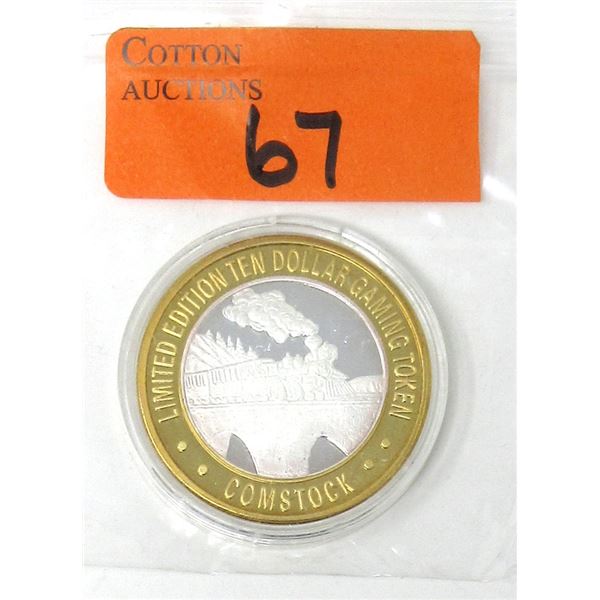 COTTON
AUCTIONS
67
LIMITED EDITION TEN DOLLAR GAMING TOKEN
COMSTOCK